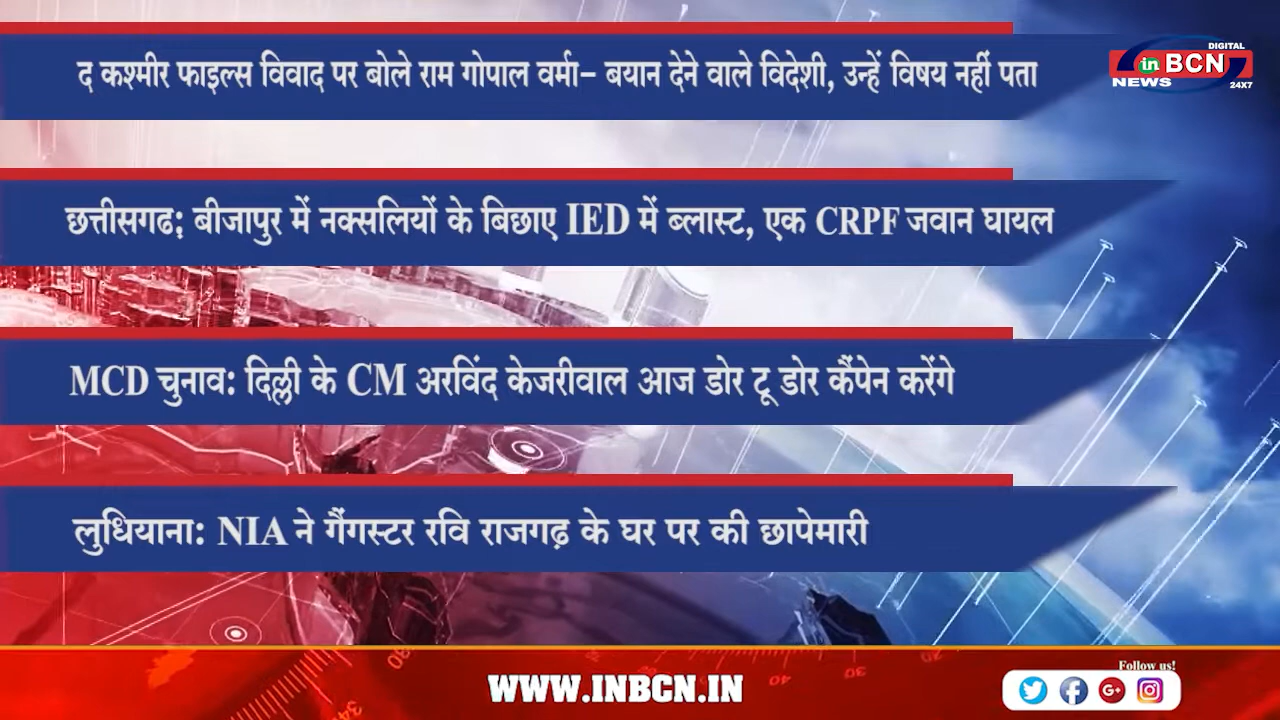 DIGITAL
in BCN
NEWS
24X7
द कश्मीर फाइल्स विवाद पर बोले राम गोपाल वर्मा– बयान देने वाले विदेशी, उन्हें विषय नहीं पता
छत्तीसगढ: बीजापुर में नक्सलियों के बिछाए IED में ब्लास्ट, एक CRPF जवान घायल
MCD चुनाव: दिल्ली के CM अरविंद केजरीवाल आज डोर टू डोर कैंपेन करेंगे
लुधियाना: NIA ने गैंगस्टर रवि राजगढ़ के घर पर की छापेमारी
Follow us!
WWW.INBCN.IN